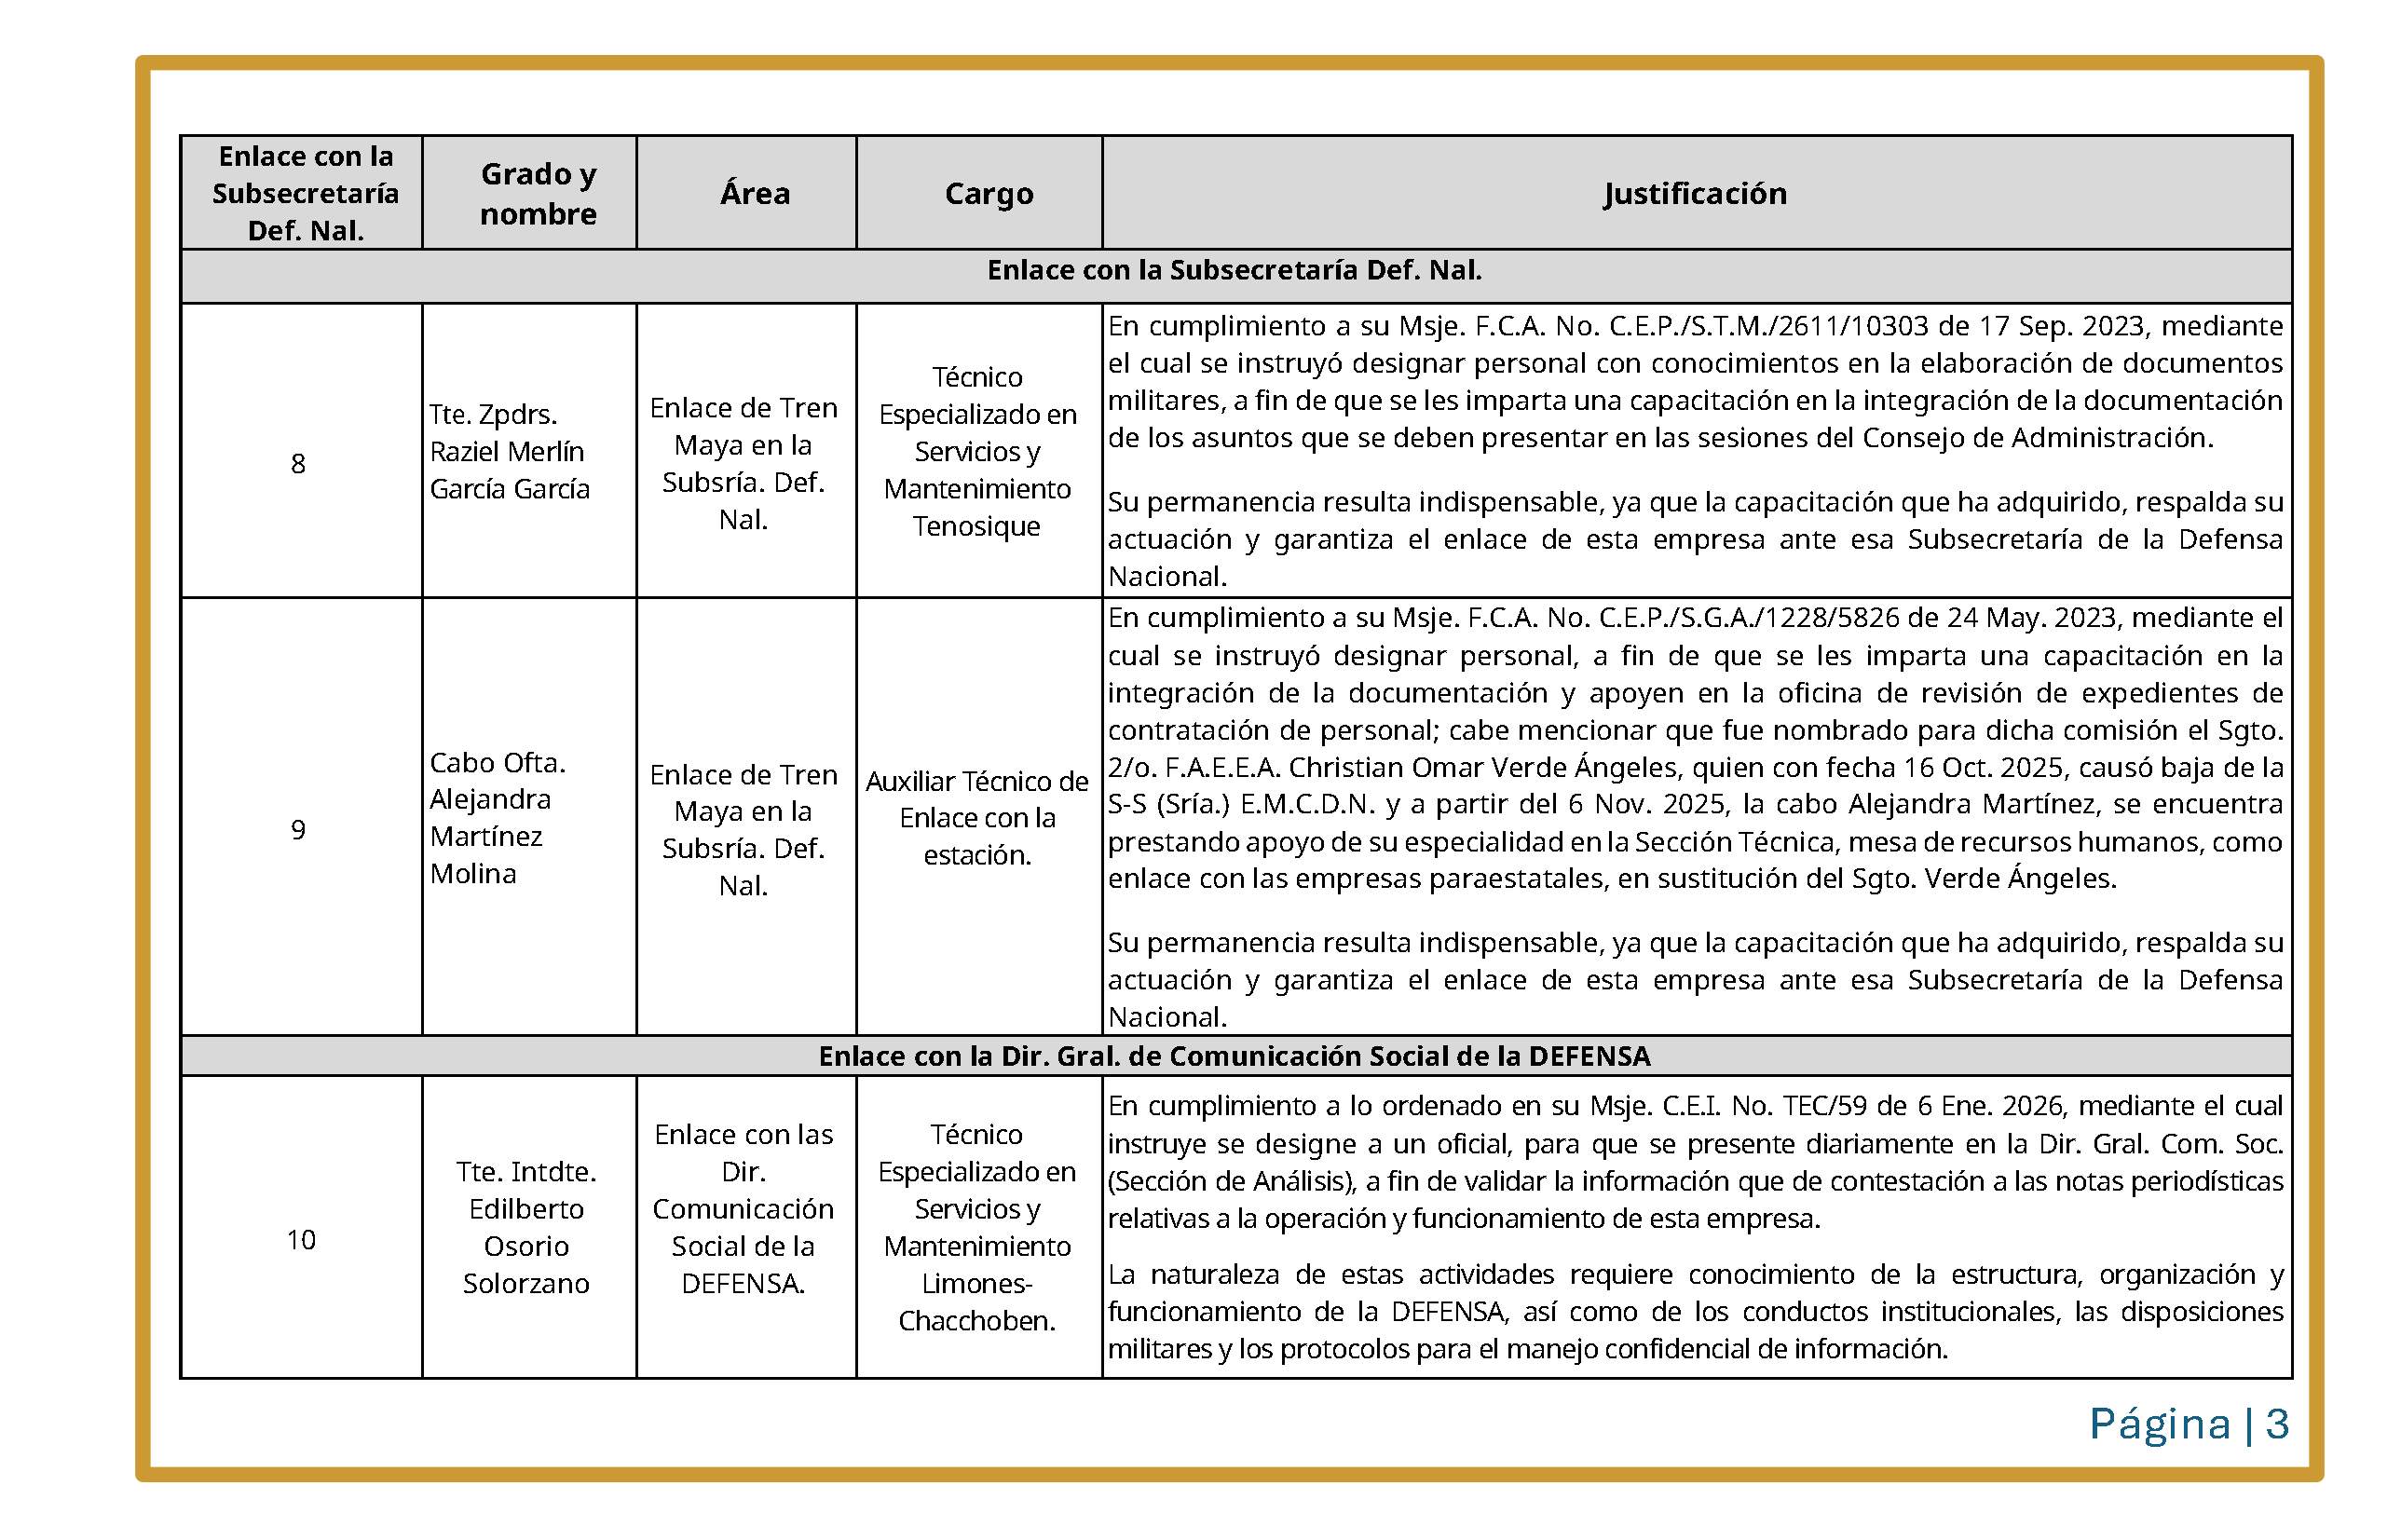 Enlace con la
Subsecretaría
Def. Nal.
Grado y
nombre
Área
Cargo
Justificación
Enlace con la Subsecretaría Def. Nal.
8
Tte. Zpdrs.
Raziel Merlín
García García
Enlace de Tren
Maya en la
Subsría. Def.
Nal.
Técnico
Especializado en
Servicios y
Mantenimiento
Tenosique
En cumplimiento a su Msje. F.C.A. No. C.E.P./S.T.M./2611/10303 de 17 Sep. 2023, mediante
el cual se instruyó designar personal con conocimientos en la elaboración de documentos
militares, a fin de que se les imparta una capacitación en la integración de la documentación
de los asuntos que se deben presentar en las sesiones del Consejo de Administración.
Su permanencia resulta indispensable, ya que la capacitación que ha adquirido, respalda su
actuación y garantiza el enlace de esta empresa ante esa Subsecretaría de la Defensa
Nacional.
9
Cabo Ofta.
Alejandra
Martínez
Molina
Enlace de Tren
Maya en la
Subsría. Def.
Nal.
Auxiliar Técnico de
Enlace con la
estación.
En cumplimiento a su Msje. F.C.A. No. C.E.P./S.G.A./1228/5826 de 24 May. 2023, mediante el
cual se instruyó designar personal, a fin de que se les imparta una capacitación en la
integración de la documentación y apoyen en la oficina de revisión de expedientes de
contratación de personal; cabe mencionar que fue nombrado para dicha comisión el Sgto.
2/o. F.A.E.E.A. Christian Omar Verde Ángeles, quien con fecha 16 Oct. 2025, causó baja de la
S-S (Sría.) E.M.C.D.N. y a partir del 6 Nov. 2025, la cabo Alejandra Martínez, se encuentra
prestando apoyo de su especialidad en la Sección Técnica, mesa de recursos humanos, como
enlace con las empresas paraestatales, en sustitución del Sgto. Verde Ángeles.
Su permanencia resulta indispensable, ya que la capacitación que ha adquirido, respalda su
actuación y garantiza el enlace de esta empresa ante esa Subsecretaría de la Defensa
Nacional.
Enlace con la Dir. Gral. de Comunicación Social de la DEFENSA
10
Tte. Intdte.
Edilberto
Osorio
Solorzano
Enlace con las
Dir.
Comunicación
Social de la
DEFENSA.
Técnico
Especializado en
Servicios y
Mantenimiento
Limones-
Chacchoben.
En cumplimiento a lo ordenado en su Msje. C.E.I. No. TEC/59 de 6 Ene. 2026, mediante el cual
instruye se designe a un oficial, para que se presente diariamente en la Dir. Gral. Com. Soc.
(Sección de Análisis), a fin de validar la información que de contestación a las notas periodísticas
relativas a la operación y funcionamiento de esta empresa.
La naturaleza de estas actividades requiere conocimiento de la estructura, organización y
funcionamiento de la DEFENSA, así como de los conductos institucionales, las disposiciones
militares y los protocolos para el manejo confidencial de información.
Página | 3